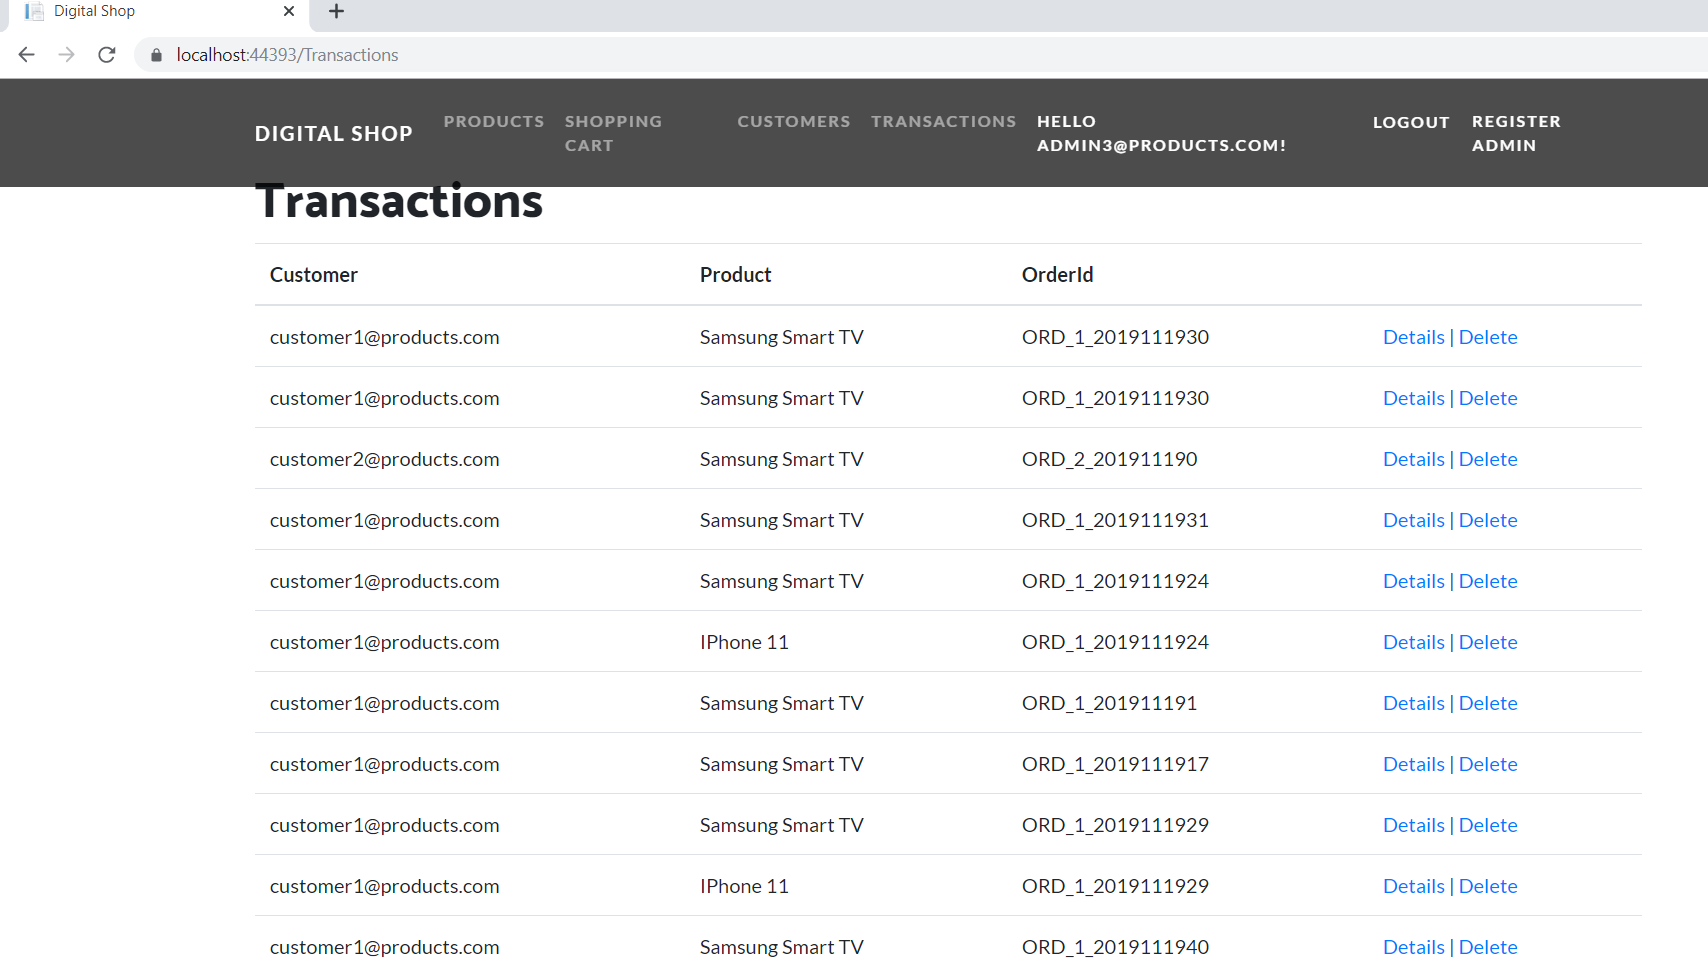 Digital Shop
localhost:44393/Transactions
DIGITAL SHOP
PRODUCTS
SHOPPING
CART
CUSTOMERS
TRANSACTIONS
HELLO
ADMIN3@PRODUCTS.COM!
LOGOUT
REGISTER
ADMIN
Transactions
Customer Product OrderId
customer1@products.com Samsung Smart TV ORD_1_2019111930 Details | Delete
customer1@products.com Samsung Smart TV ORD_1_2019111930 Details | Delete
customer2@products.com Samsung Smart TV ORD_2_201911190 Details | Delete
customer1@products.com Samsung Smart TV ORD_1_2019111931 Details | Delete
customer1@products.com Samsung Smart TV ORD_1_2019111924 Details | Delete
customer1@products.com IPhone 11 ORD_1_2019111924 Details | Delete
customer1@products.com Samsung Smart TV ORD_1_201911191 Details | Delete
customer1@products.com Samsung Smart TV ORD_1_2019111917 Details | Delete
customer1@products.com Samsung Smart TV ORD_1_2019111929 Details | Delete
customer1@products.com IPhone 11 ORD_1_2019111929 Details | Delete
customer1@products.com Samsung Smart TV ORD_1_2019111940 Details | Delete